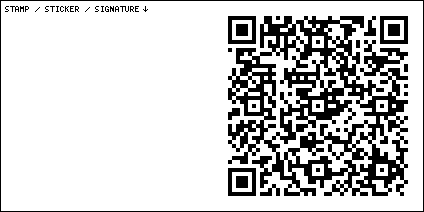 STAMP / STICKER / SIGNATURE ↓